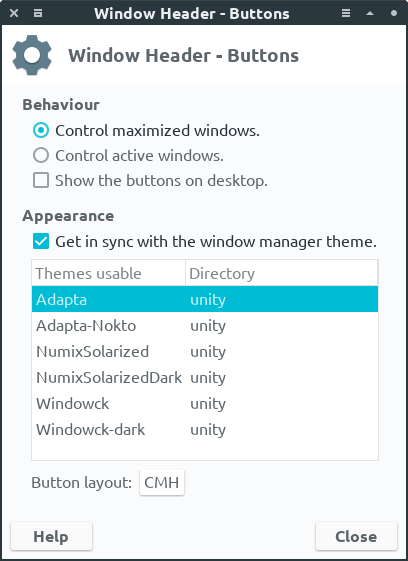 Window Header - Buttons
Window Header - Buttons
Behaviour
Control maximized windows.
Control active windows.
Show the buttons on desktop.
Appearance
Get in sync with the window manager theme.
Themes usable Directory
Adapta unity
Adapta-Nokto unity
NumixSolarized unity
NumixSolarizedDark unity
Windowck unity
Windowck-dark unity
Button layout: CMH
Help Close